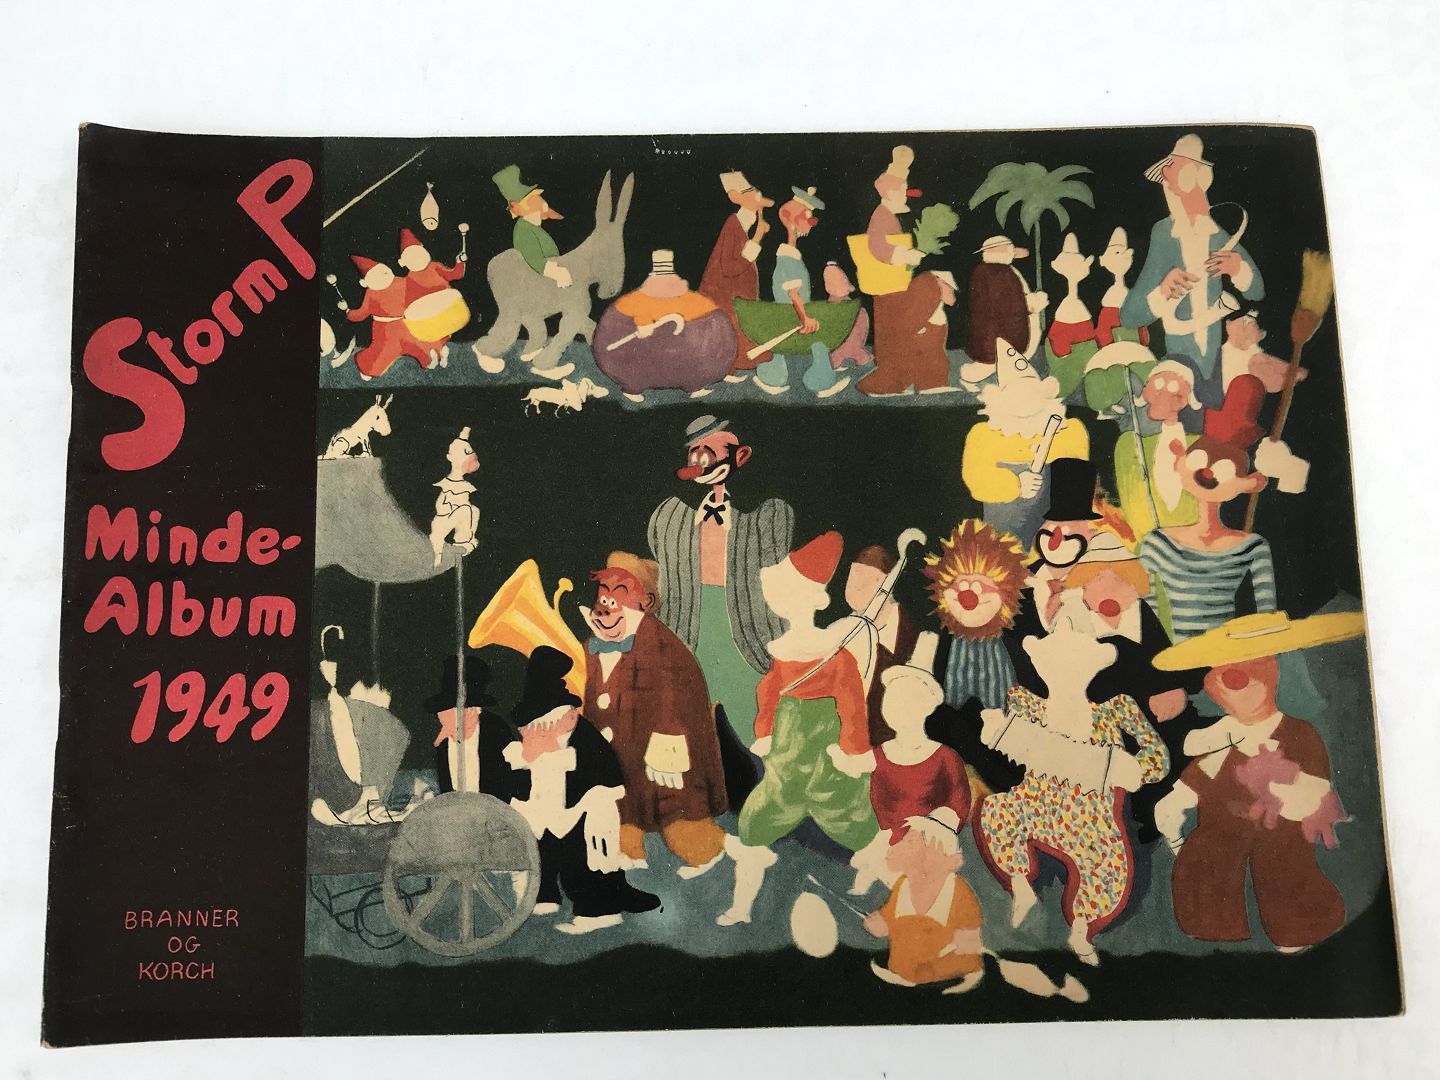 Storm P
Minde-
Album
1949
BRANNER
OG
KORCH